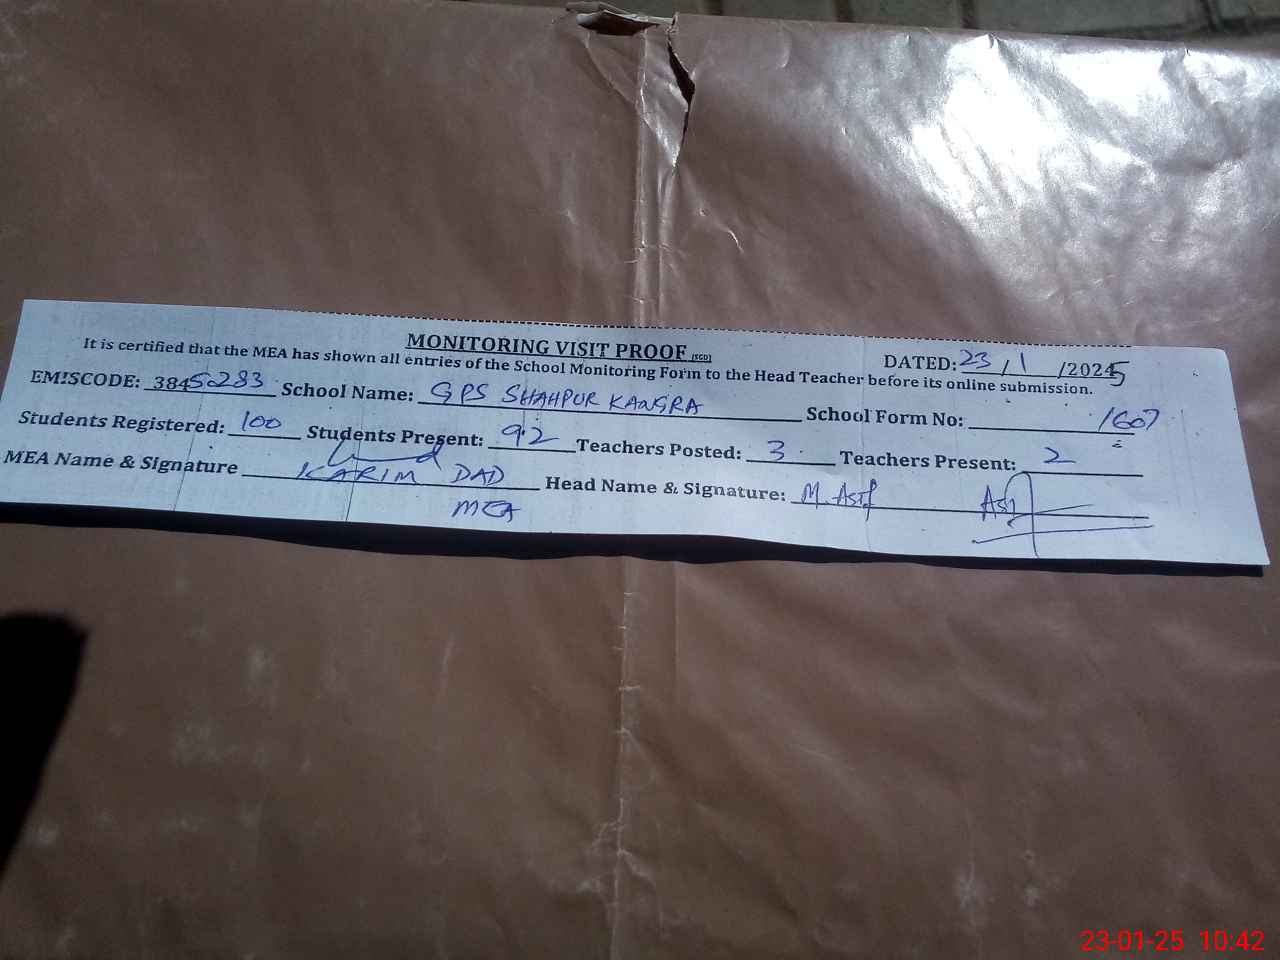 MONITORING VISIT PROOF (SGD)
DATED: 23 / 1 /2025
It is certified that the MEA has shown all entries of the School Monitoring Form to the Head Teacher before its online submission.
EMISCODE: 38450283 School Name: GPS SHAHPUR KANGRA School Form No: 1607
Students Registered: 100 Students Present: 92 Teachers Posted: 3 Teachers Present: 2
MEA Name & Signature KARIM DAD Head Name & Signature: M. Asif
MEA
23-01-25 10:42